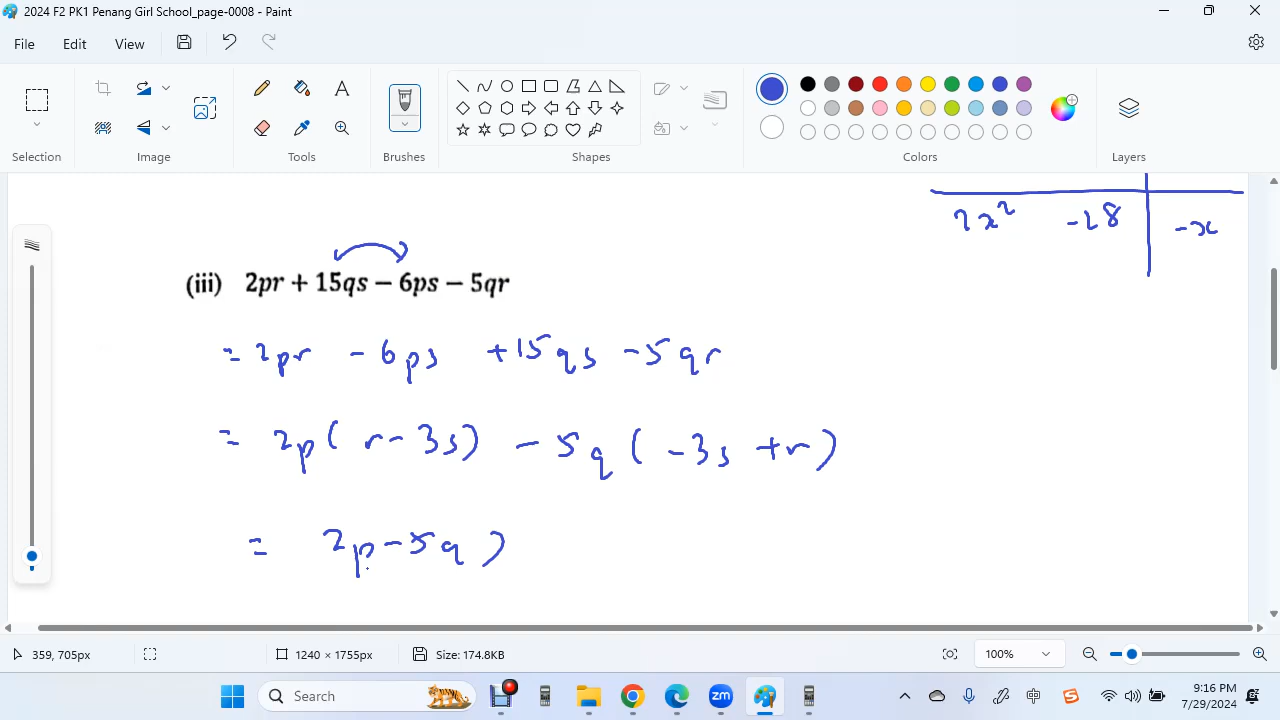 2024 F2 PK1 Penang Girl School_page-0008 - Paint
File Edit View
Selection Image Tools Brushes Shapes Colors Layers
A
2x² -28 -x
(iii) 2pr + 15qs − 6ps − 5qr
= 2pr - 6ps +15qs -5qr
= 2p( r- 3s) - 5q( -3s +r)
= 2p-5q )
359, 705px 1240 × 1755px Size: 174.8KB 100%
Search zm 中 S 9:16 PM
7/29/2024